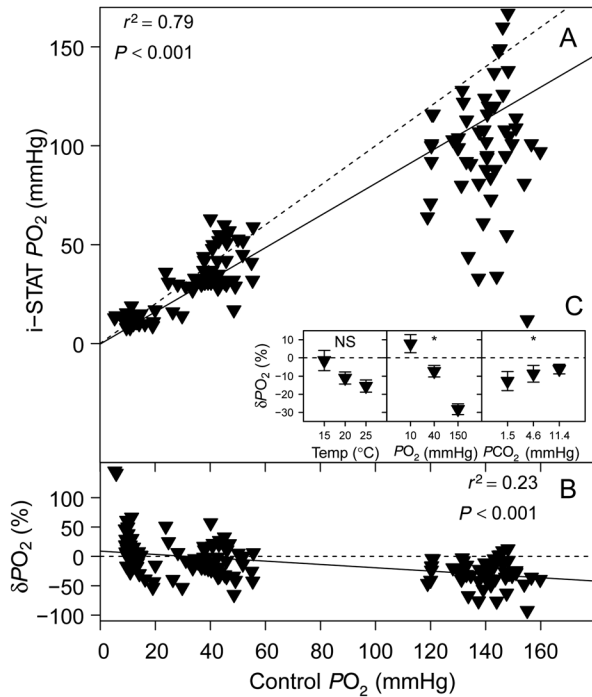 r² = 0.79
P < 0.001
A
150
100
50
0
i–STAT PO₂ (mmHg)
C
10
0
−10
−20
−30
δPO₂ (%)
NS
*
*
15 20 25
10 40 150
1.5 4.6 11.4
Temp (°C)
PO₂ (mmHg)
PCO₂ (mmHg)
r² = 0.23
P < 0.001
B
100
50
0
−50
−100
δPO₂ (%)
0 20 40 60 80 100 120 140 160
Control PO₂ (mmHg)